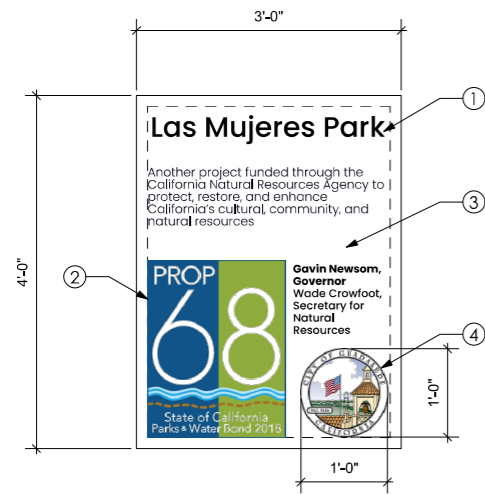 3'-0"
1
Las Mujeres Park
Another project funded through the
California Natural Resources Agency to
protect, restore, and enhance
California's cultural, community, and
natural resources
3
4'-0"
2
PROP
68
Gavin Newsom,
Governor
Wade Crowfoot,
Secretary for
Natural
Resources
4
State of California
Parks & Water Bond 2018
CITY OF GUADALUPE
CALIFORNIA
1'-0"
1'-0"